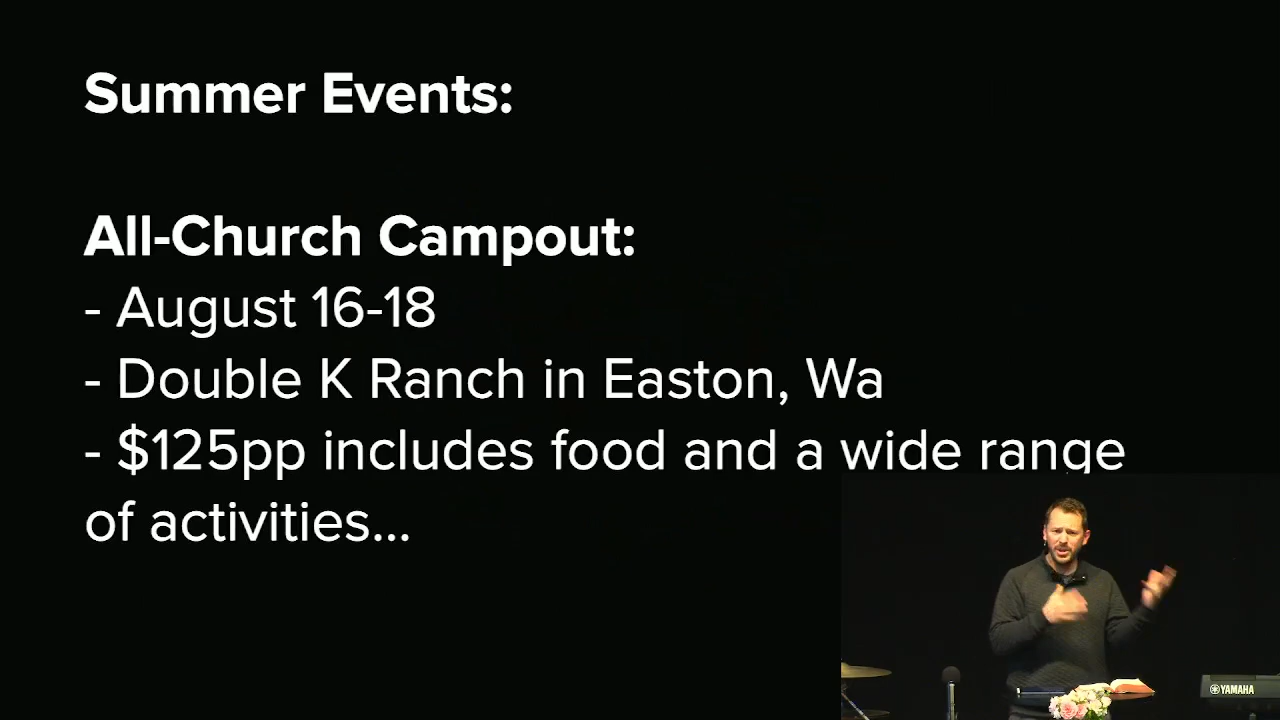 Summer Events:
All-Church Campout:
- August 16-18
- Double K Ranch in Easton, Wa
- $125pp includes food and a wide range
of activities...
YAMAHA